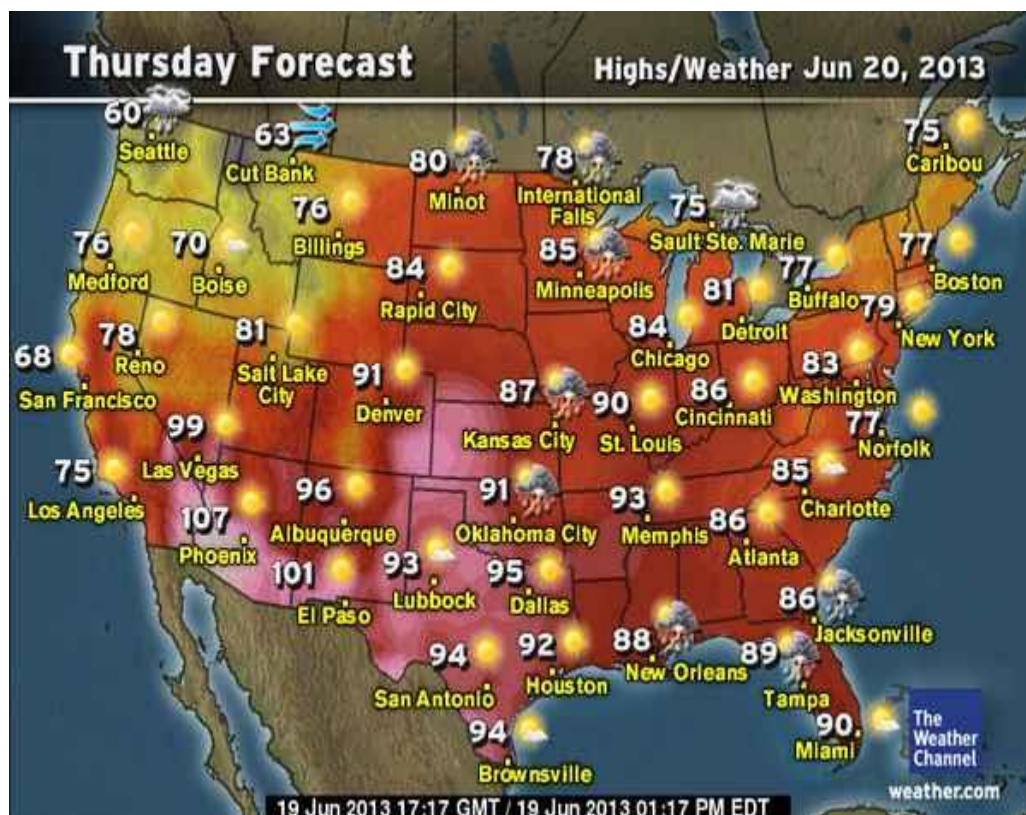 Thursday Forecast
Highs/Weather Jun 20, 2013
60
Seattle
63
Cut Bank
80
Minot
78
International
Falls
75
Sault Ste. Marie
75
Caribou
76
Billings
76
Medford
70
Boise
84
Rapid City
85
Minneapolis
81
Detroit
77
Buffalo
77
Boston
79
New York
68
San Francisco
78
Reno
81
Salt Lake
City
91
Denver
84
Chicago
87
Kansas City
90
St. Louis
86
Cincinnati
83
Washington
77
Norfolk
99
Las Vegas
75
Los Angeles
107
Phoenix
96
Albuquerque
91
Oklahoma City
93
Memphis
85
Charlotte
86
Atlanta
101
El Paso
93
Lubbock
95
Dallas
86
Jacksonville
94
San Antonio
92
Houston
88
New Orleans
89
Tampa
94
Brownsville
90
Miami
The
Weather
Channel
weather.com
19 Jun 2013 17:17 GMT / 19 Jun 2013 01:17 PM EDT